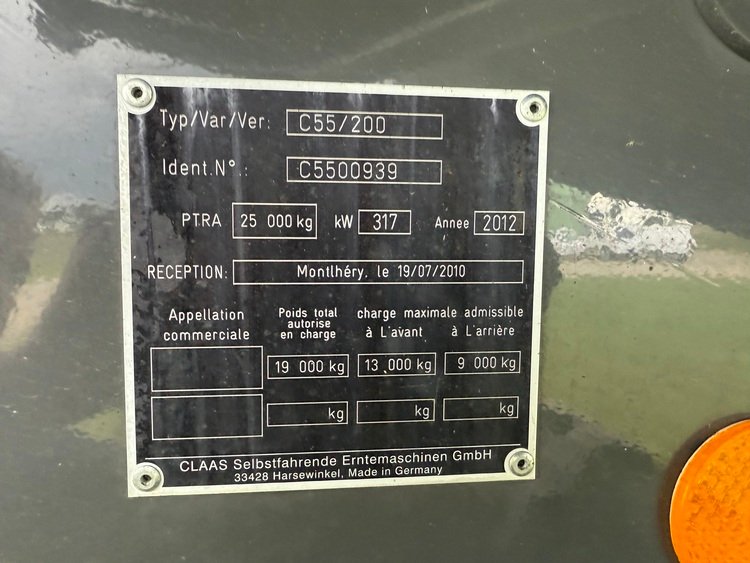 Typ/Var/Ver: C55/200
Ident.N°.: C5500939
PTRA 25 000 kg kW 317 Annee 2012
RECEPTION: Montlhéry, le 19/07/2010
Appellation commerciale
Poids total autorise en charge
charge maximale admissible
à L'avant à L'arrière
19 000 kg 13 000 kg 9 000 kg
kg kg kg
CLAAS Selbstfahrende Erntemaschinen GmbH
33428 Harsewinkel, Made in Germany